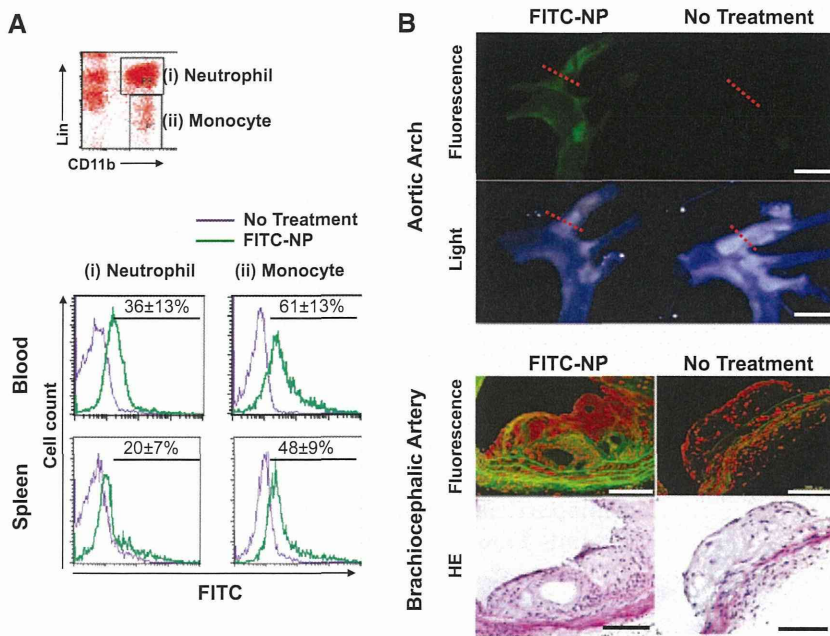 A
(i) Neutrophil
(ii) Monocyte
Lin
CD11b
No Treatment
FITC-NP
(i) Neutrophil
(ii) Monocyte
Blood
Spleen
Cell count
36±13%
61±13%
20±7%
48±9%
FITC
B
FITC-NP
No Treatment
Aortic Arch
Fluorescence
Light
FITC-NP
No Treatment
Brachiocephalic Artery
Fluorescence
HE